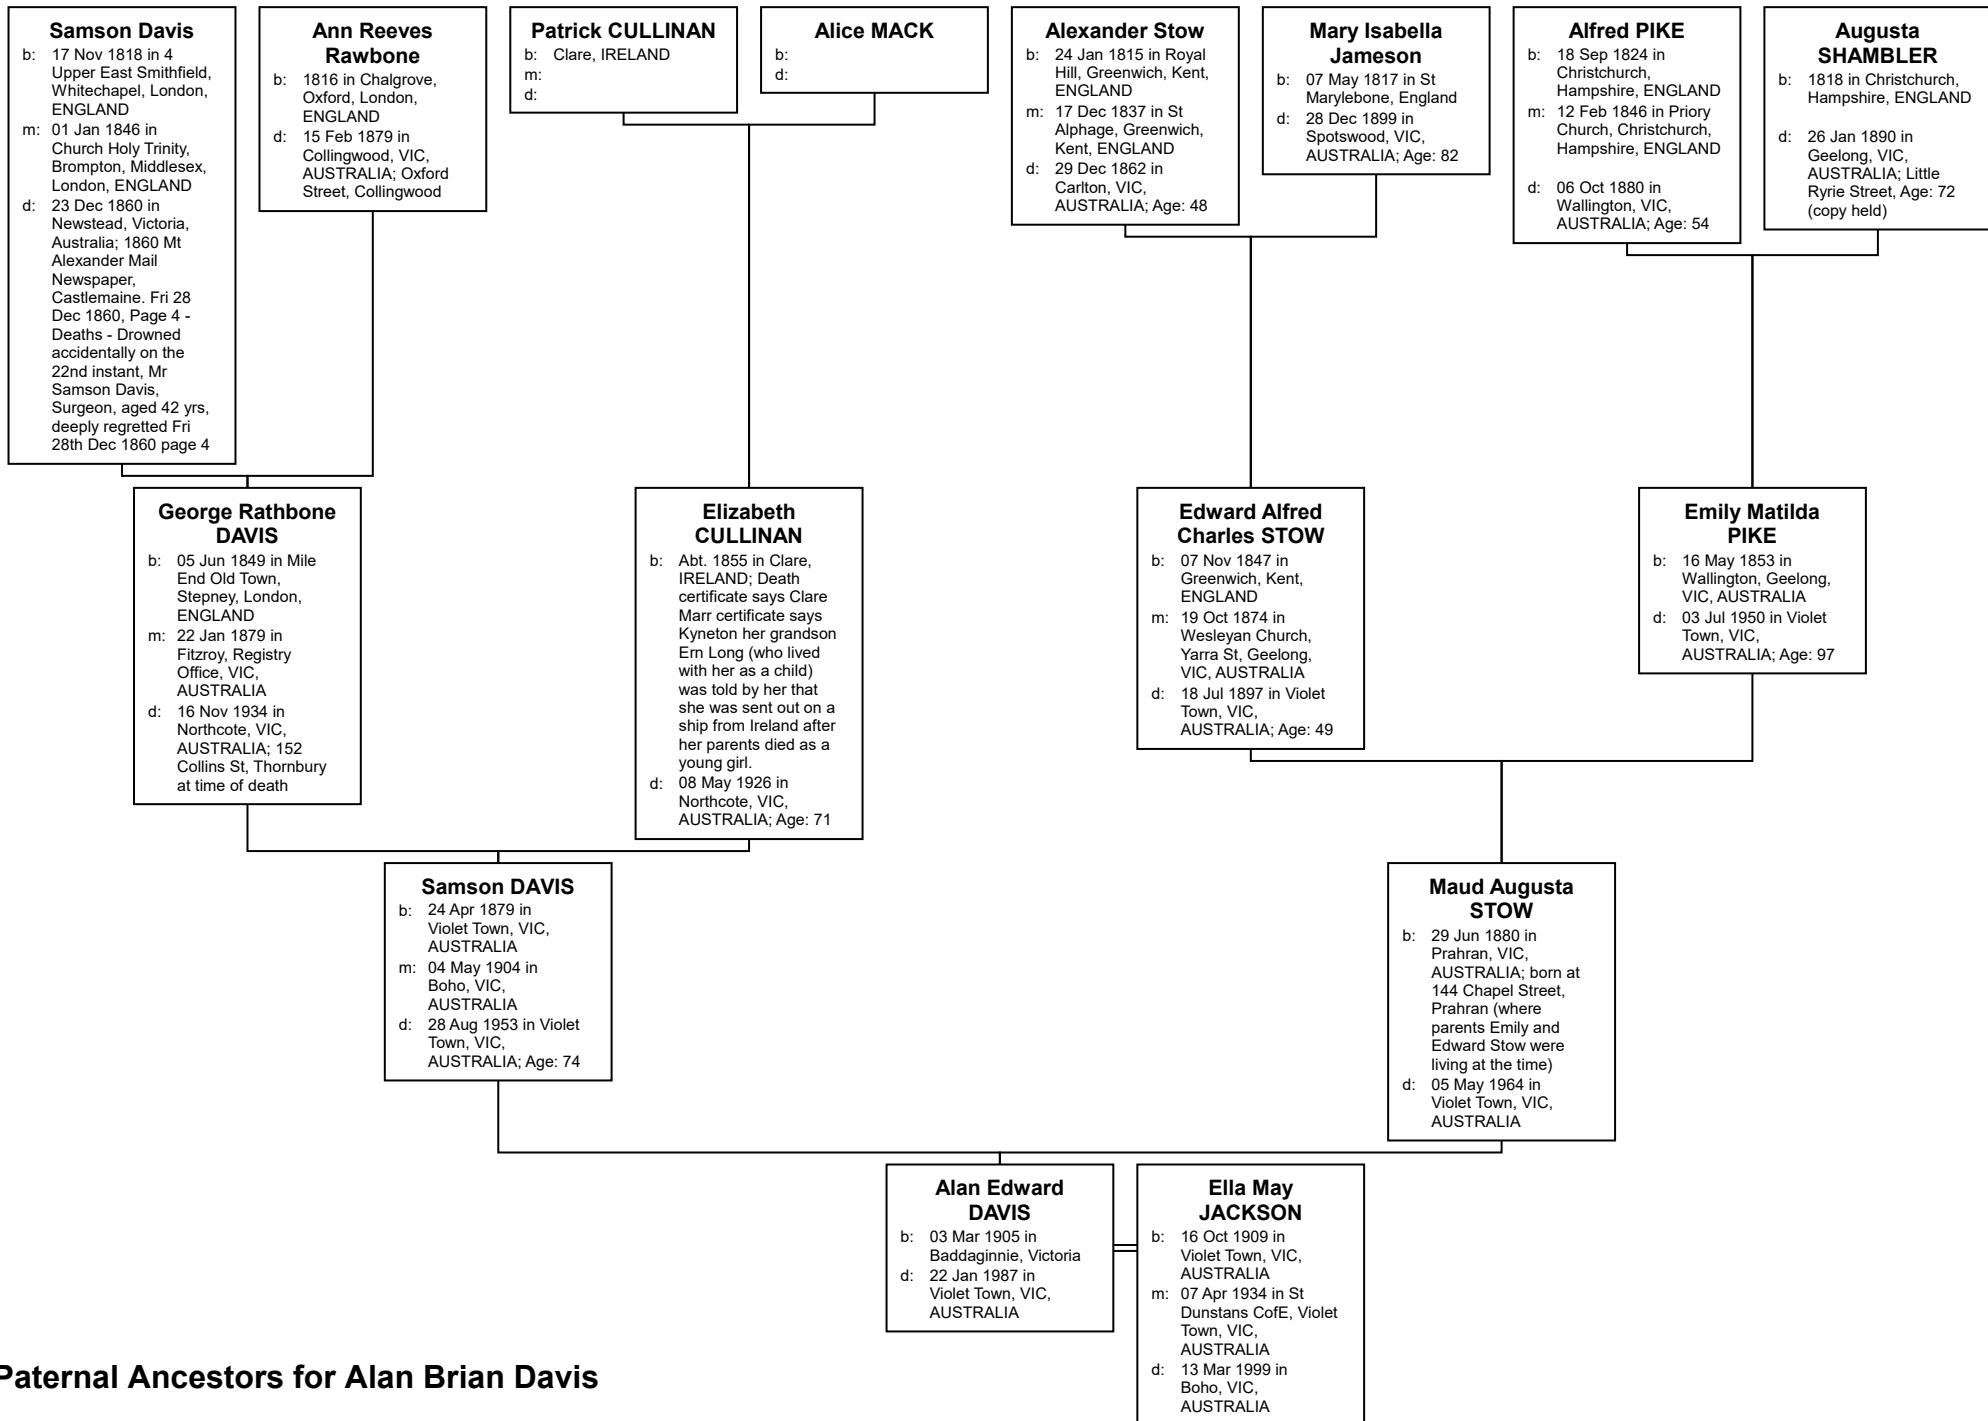 Samson Davis
b: 17 Nov 1818 in 4
Upper East Smithfield,
Whitechapel, London,
ENGLAND
m: 01 Jan 1846 in
Church Holy Trinity,
Brompton, Middlesex,
London, ENGLAND
d: 23 Dec 1860 in
Newstead, Victoria,
Australia; 1860 Mt
Alexander Mail
Newspaper,
Castlemaine. Fri 28
Dec 1860, Page 4 -
Deaths - Drowned
accidentally on the
22nd instant, Mr
Samson Davis,
Surgeon, aged 42 yrs,
deeply regretted Fri
28th Dec 1860 page 4
Ann Reeves
Rawbone
b: 1816 in Chalgrove,
Oxford, London,
ENGLAND
d: 15 Feb 1879 in
Collingwood, VIC,
AUSTRALIA; Oxford
Street, Collingwood
Patrick CULLINAN
b: Clare, IRELAND
m:
d:
Alice MACK
b:
d:
Alexander Stow
b: 24 Jan 1815 in Royal
Hill, Greenwich, Kent,
ENGLAND
m: 17 Dec 1837 in St
Alphage, Greenwich,
Kent, ENGLAND
d: 29 Dec 1862 in
Carlton, VIC,
AUSTRALIA; Age: 48
Mary Isabella
Jameson
b: 07 May 1817 in St
Marylebone, England
d: 28 Dec 1899 in
Spotswood, VIC,
AUSTRALIA; Age: 82
Alfred PIKE
b: 18 Sep 1824 in
Christchurch,
Hampshire, ENGLAND
m: 12 Feb 1846 in Priory
Church, Christchurch,
Hampshire, ENGLAND
d: 06 Oct 1880 in
Wallington, VIC,
AUSTRALIA; Age: 54
Augusta
SHAMBLER
b: 1818 in Christchurch,
Hampshire, ENGLAND
d: 26 Jan 1890 in
Geelong, VIC,
AUSTRALIA; Little
Ryrie Street, Age: 72
(copy held)
George Rathbone
DAVIS
b: 05 Jun 1849 in Mile
End Old Town,
Stepney, London,
ENGLAND
m: 22 Jan 1879 in
Fitzroy, Registry
Office, VIC,
AUSTRALIA
d: 16 Nov 1934 in
Northcote, VIC,
AUSTRALIA; 152
Collins St, Thornbury
at time of death
Elizabeth
CULLINAN
b: Abt. 1855 in Clare,
IRELAND; Death
certificate says Clare
Marr certificate says
Kyneton her grandson
Ern Long (who lived
with her as a child)
was told by her that
she was sent out on a
ship from Ireland after
her parents died as a
young girl.
d: 08 May 1926 in
Northcote, VIC,
AUSTRALIA; Age: 71
Edward Alfred
Charles STOW
b: 07 Nov 1847 in
Greenwich, Kent,
ENGLAND
m: 19 Oct 1874 in
Wesleyan Church,
Yarra St, Geelong,
VIC, AUSTRALIA
d: 18 Jul 1897 in Violet
Town, VIC,
AUSTRALIA; Age: 49
Emily Matilda
PIKE
b: 16 May 1853 in
Wallington, Geelong,
VIC, AUSTRALIA
d: 03 Jul 1950 in Violet
Town, VIC,
AUSTRALIA; Age: 97
Samson DAVIS
b: 24 Apr 1879 in
Violet Town, VIC,
AUSTRALIA
m: 04 May 1904 in
Boho, VIC,
AUSTRALIA
d: 28 Aug 1953 in Violet
Town, VIC,
AUSTRALIA; Age: 74
Maud Augusta
STOW
b: 29 Jun 1880 in
Prahran, VIC,
AUSTRALIA; born at
144 Chapel Street,
Prahran (where
parents Emily and
Edward Stow were
living at the time)
d: 05 May 1964 in
Violet Town, VIC,
AUSTRALIA
Alan Edward
DAVIS
b: 03 Mar 1905 in
Baddaginnie, Victoria
d: 22 Jan 1987 in
Violet Town, VIC,
AUSTRALIA
Ella May
JACKSON
b: 16 Oct 1909 in
Violet Town, VIC,
AUSTRALIA
m: 07 Apr 1934 in St
Dunstans CofE, Violet
Town, VIC,
AUSTRALIA
d: 13 Mar 1999 in
Boho, VIC,
AUSTRALIA
Paternal Ancestors for Alan Brian Davis